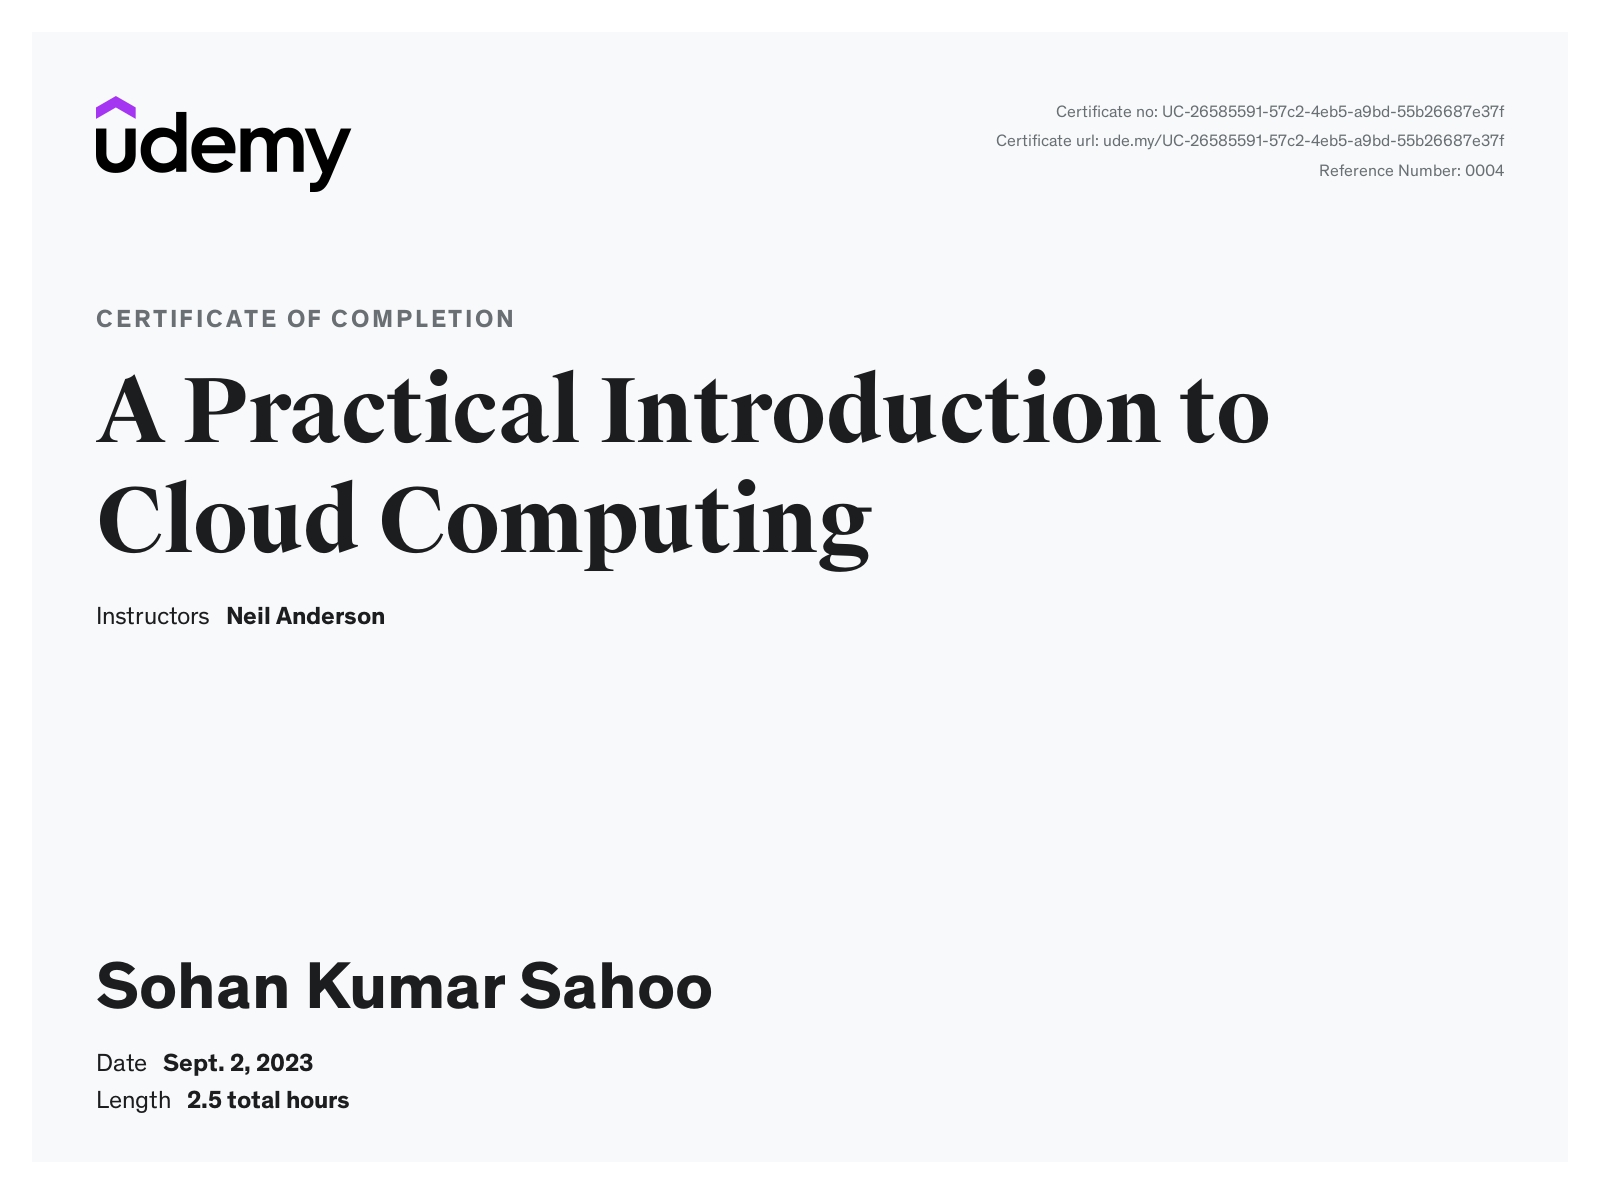 udemy
Certificate no: UC-26585591-57c2-4eb5-a9bd-55b26687e37f
Certificate url: ude.my/UC-26585591-57c2-4eb5-a9bd-55b26687e37f
Reference Number: 0004
CERTIFICATE OF COMPLETION
A Practical Introduction to
Cloud Computing
Instructors Neil Anderson
Sohan Kumar Sahoo
Date Sept. 2, 2023
Length 2.5 total hours